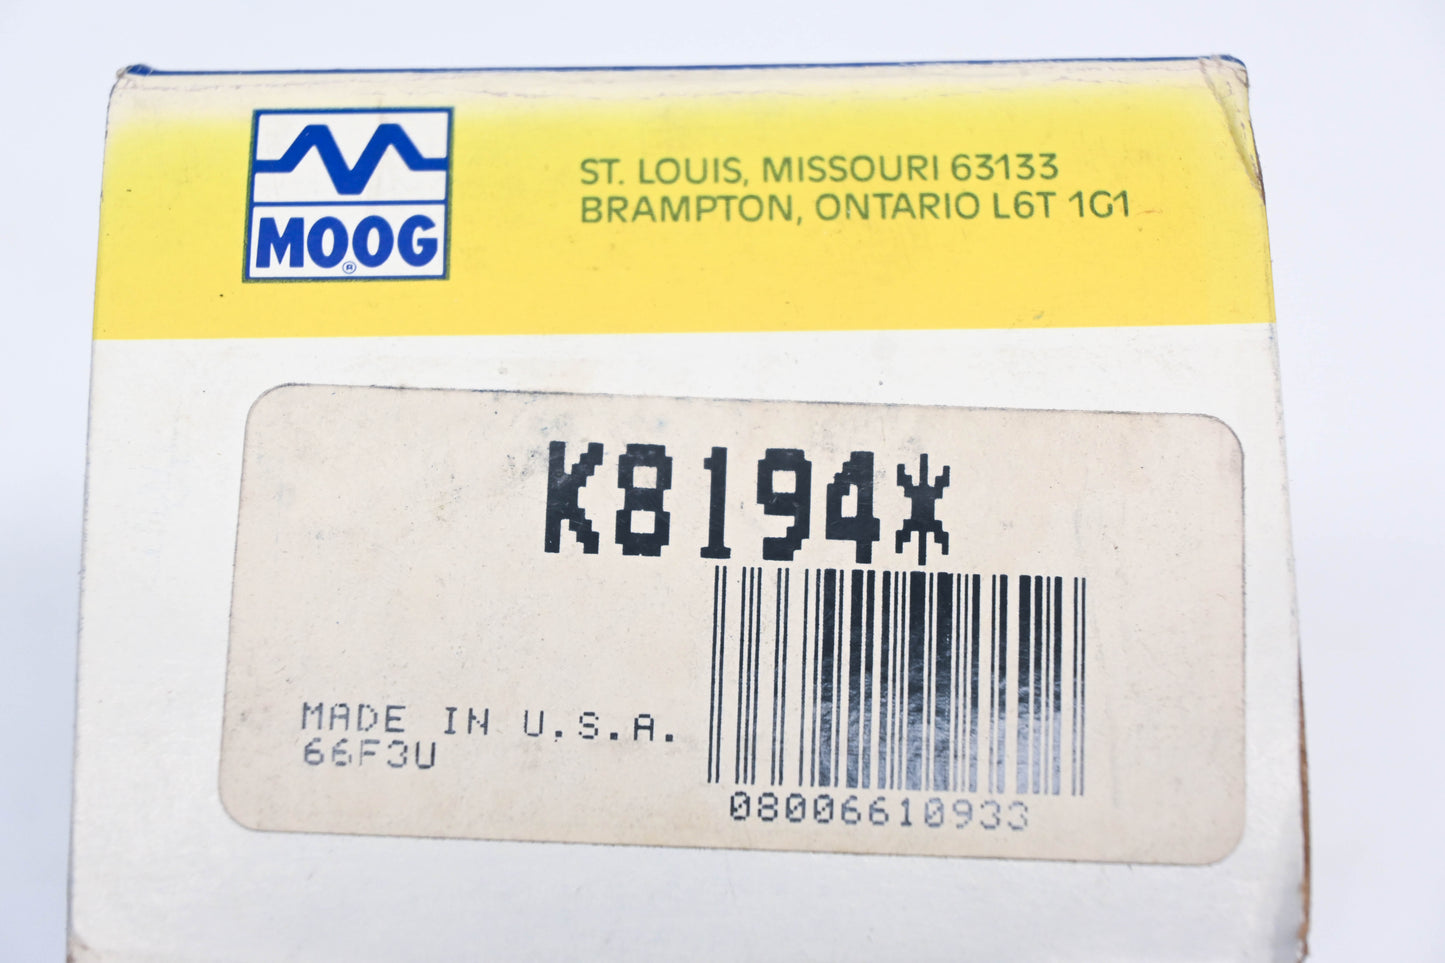 MOOG®
ST. LOUIS, MISSOURI 63133
BRAMPTON, ONTARIO L6T 1G1
K8194*
MADE IN U.S.A.
66F3U
08006610933